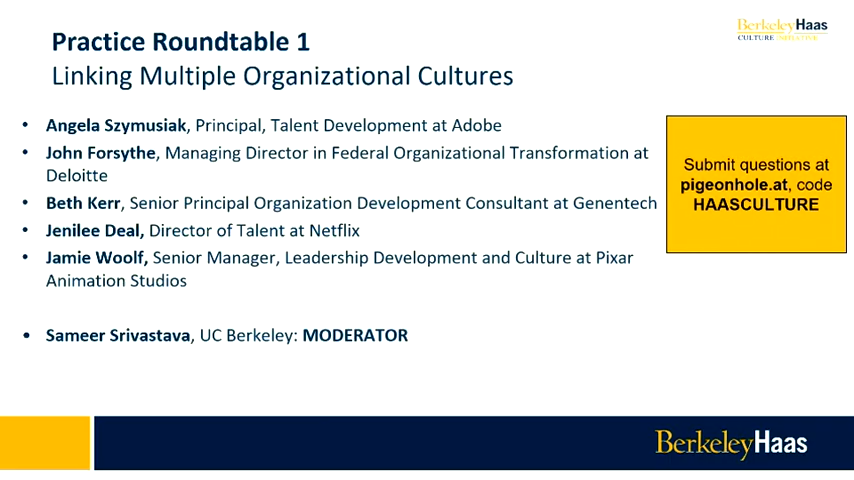 BerkeleyHaas
CULTURE INITIATIVE
Practice Roundtable 1
Linking Multiple Organizational Cultures
• Angela Szymusiak, Principal, Talent Development at Adobe
• John Forsythe, Managing Director in Federal Organizational Transformation at
Deloitte
• Beth Kerr, Senior Principal Organization Development Consultant at Genentech
• Jenilee Deal, Director of Talent at Netflix
• Jamie Woolf, Senior Manager, Leadership Development and Culture at Pixar
Animation Studios
• Sameer Srivastava, UC Berkeley: MODERATOR
Submit questions at
pigeonhole.at, code
HAASCULTURE
BerkeleyHaas